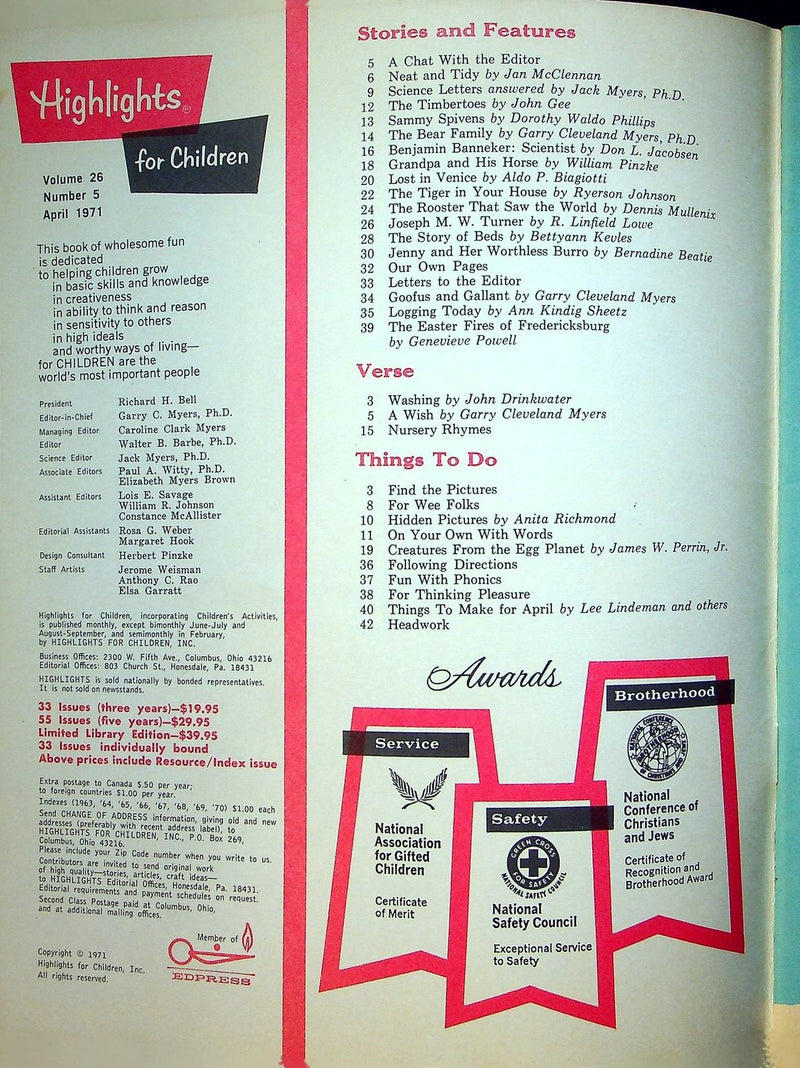 Highlights
for Children
Volume 26
Number 5
April 1971
This book of wholesome fun
is dedicated
to helping children grow
in basic skills and knowledge
in creativeness
in ability to think and reason
in sensitivity to others
in high ideals
and worthy ways of living—
for CHILDREN are the
world's most important people
President Richard H. Bell
Editor-in-Chief Garry C. Myers, Ph.D.
Managing Editor Caroline Clark Myers
Editor Walter B. Barbe, Ph.D.
Science Editor Jack Myers, Ph.D.
Associate Editors Paul A. Witty, Ph.D.
Elizabeth Myers Brown
Assistant Editors Lois E. Savage
William R. Johnson
Constance McAllister
Editorial Assistants Rosa G. Weber
Margaret Hook
Design Consultant Herbert Pinzke
Staff Artists Jerome Weisman
Anthony C. Rao
Elsa Garratt
Highlights for Children, incorporating Children's Activities,
is published monthly, except bimonthly June-July and
August-September, and semimonthly in February,
by HIGHLIGHTS FOR CHILDREN, INC.
Business Offices: 2300 W. Fifth Ave., Columbus, Ohio 43216
Editorial Offices: 803 Church St., Honesdale, Pa. 18431
HIGHLIGHTS is sold nationally by bonded representatives.
It is not sold on newsstands.
33 Issues (three years)—$19.95
55 Issues (five years)—$29.95
Limited Library Edition—$39.95
33 Issues individually bound
Above prices include Resource/Index issue
Extra postage to Canada $.50 per year;
to foreign countries $1.00 per year.
Indexes (1963, '64, '65, '66, '67, '68, '69, '70) $1.00 each
Send CHANGE OF ADDRESS information, giving old and new
addresses (preferably with recent address label), to
HIGHLIGHTS FOR CHILDREN, INC., P.O. Box 269,
Columbus, Ohio 43216.
Please include your Zip Code number when you write to us.
Contributors are invited to send original work
of high quality—stories, articles, craft ideas—
to HIGHLIGHTS Editorial Offices, Honesdale, Pa. 18431.
Editorial requirements and payment schedules on request.
Second Class Postage paid at Columbus, Ohio,
and at additional mailing offices.
Copyright © 1971
Highlights for Children, Inc.
All rights reserved.
Member of
EDPRESS
Stories and Features
5 A Chat With the Editor
6 Neat and Tidy by Jan McClennan
9 Science Letters answered by Jack Myers, Ph.D.
12 The Timbertoes by John Gee
13 Sammy Spivens by Dorothy Waldo Phillips
14 The Bear Family by Garry Cleveland Myers, Ph.D.
16 Benjamin Banneker: Scientist by Don L. Jacobsen
18 Grandpa and His Horse by William Pinzke
20 Lost in Venice by Aldo P. Biagiotti
22 The Tiger in Your House by Ryerson Johnson
24 The Rooster That Saw the World by Dennis Mullenix
26 Joseph M. W. Turner by R. Linfield Lowe
28 The Story of Beds by Bettyann Kevles
30 Jenny and Her Worthless Burro by Bernadine Beatie
32 Our Own Pages
33 Letters to the Editor
34 Goofus and Gallant by Garry Cleveland Myers
35 Logging Today by Ann Kindig Sheetz
39 The Easter Fires of Fredericksburg
by Genevieve Powell
Verse
3 Washing by John Drinkwater
5 A Wish by Garry Cleveland Myers
15 Nursery Rhymes
Things To Do
3 Find the Pictures
8 For Wee Folks
10 Hidden Pictures by Anita Richmond
11 On Your Own With Words
19 Creatures From the Egg Planet by James W. Perrin, Jr.
36 Following Directions
37 Fun With Phonics
38 For Thinking Pleasure
40 Things To Make for April by Lee Lindeman and others
42 Headwork
Awards
Service
National
Association
for Gifted
Children
Certificate
of Merit
Safety
GREEN CROSS
FOR SAFETY
NATIONAL SAFETY COUNCIL
National
Safety Council
Exceptional Service
to Safety
Brotherhood
NATIONAL CONFERENCE
OF CHRISTIANS AND JEWS
BROTHERHOOD
National
Conference of
Christians
and Jews
Certificate of
Recognition and
Brotherhood Award